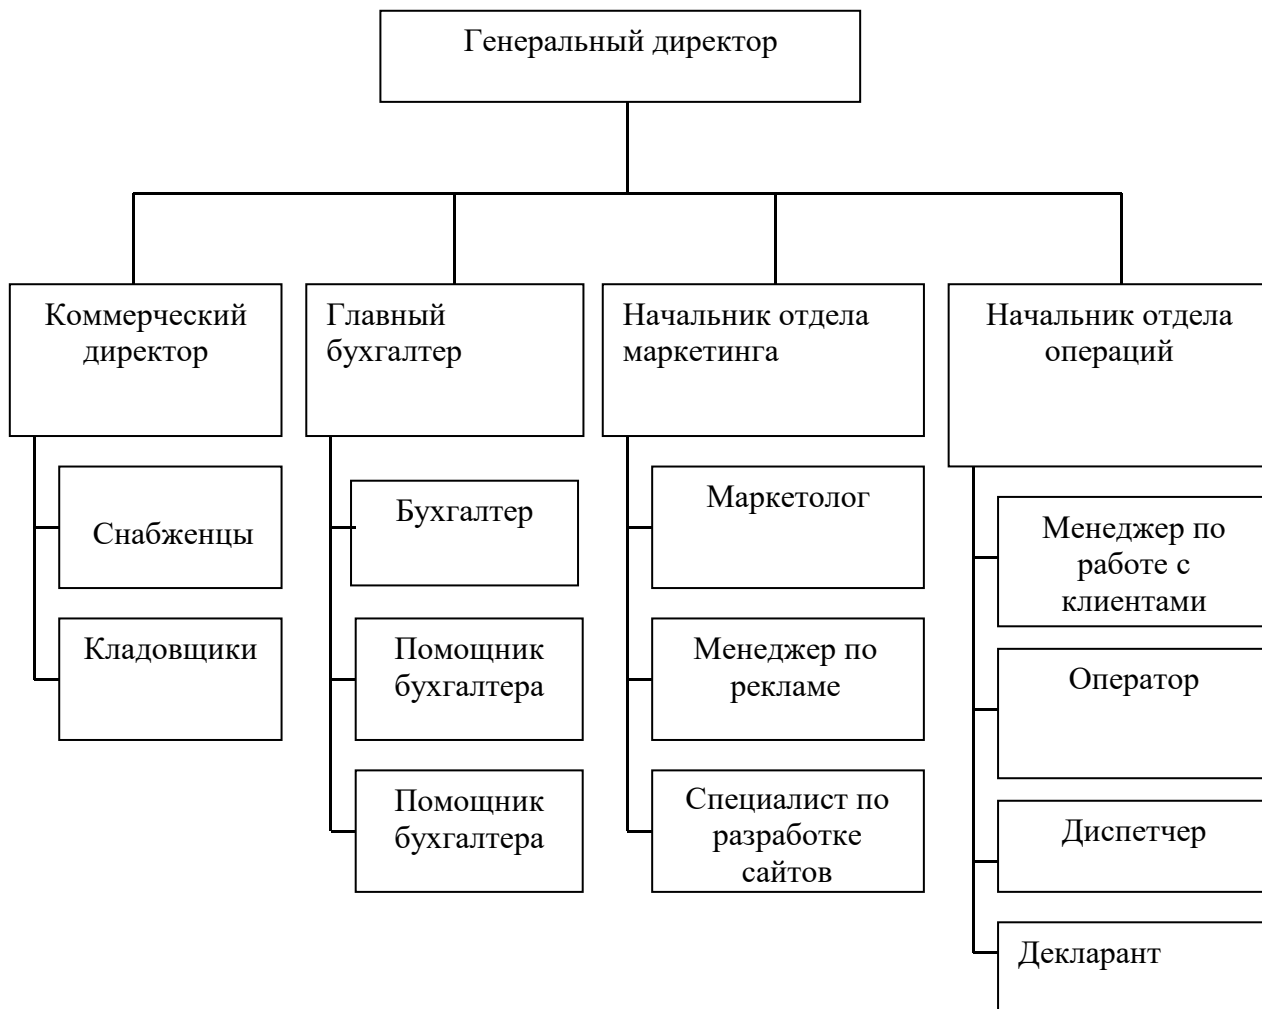 Генеральный директор
Коммерческий
директор
Главный
бухгалтер
Начальник отдела
маркетинга
Начальник отдела
операций
Снабженцы
Кладовщики
Бухгалтер
Помощник
бухгалтера
Помощник
бухгалтера
Маркетолог
Менеджер по
рекламе
Специалист по
разработке
сайтов
Менеджер по
работе с
клиентами
Оператор
Диспетчер
Декларант